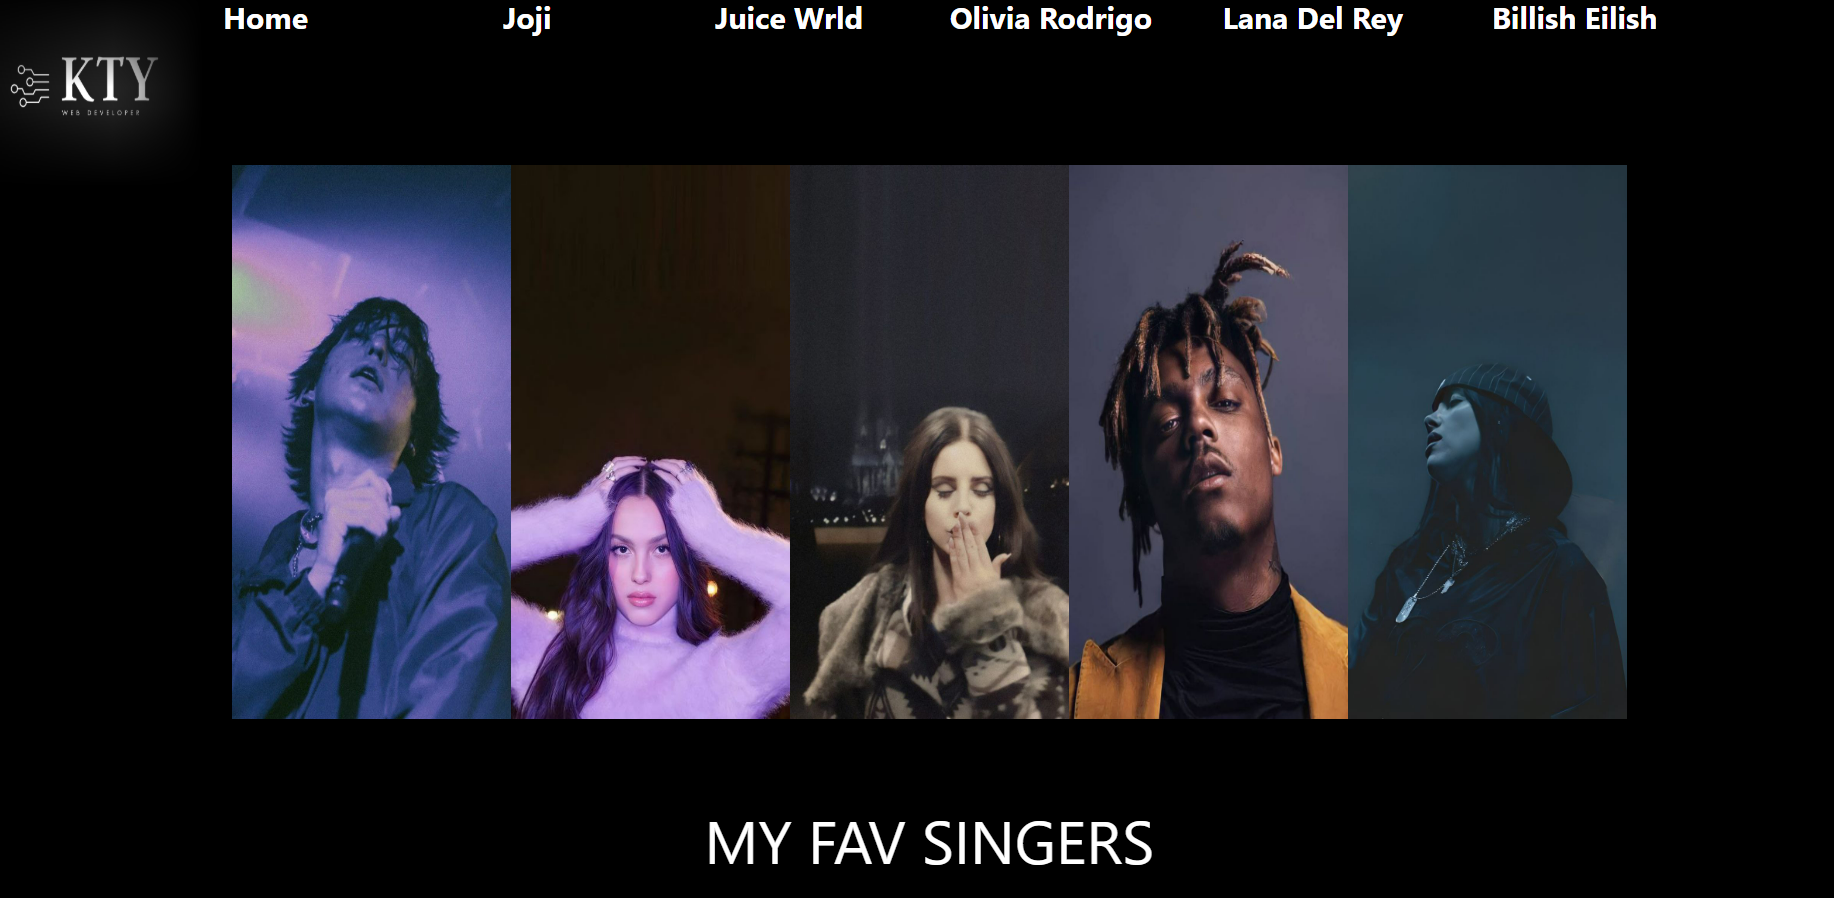 Home Joji Juice Wrld Olivia Rodrigo Lana Del Rey Billish Eilish
KTY
WEB DEVELOPER
MY FAV SINGERS